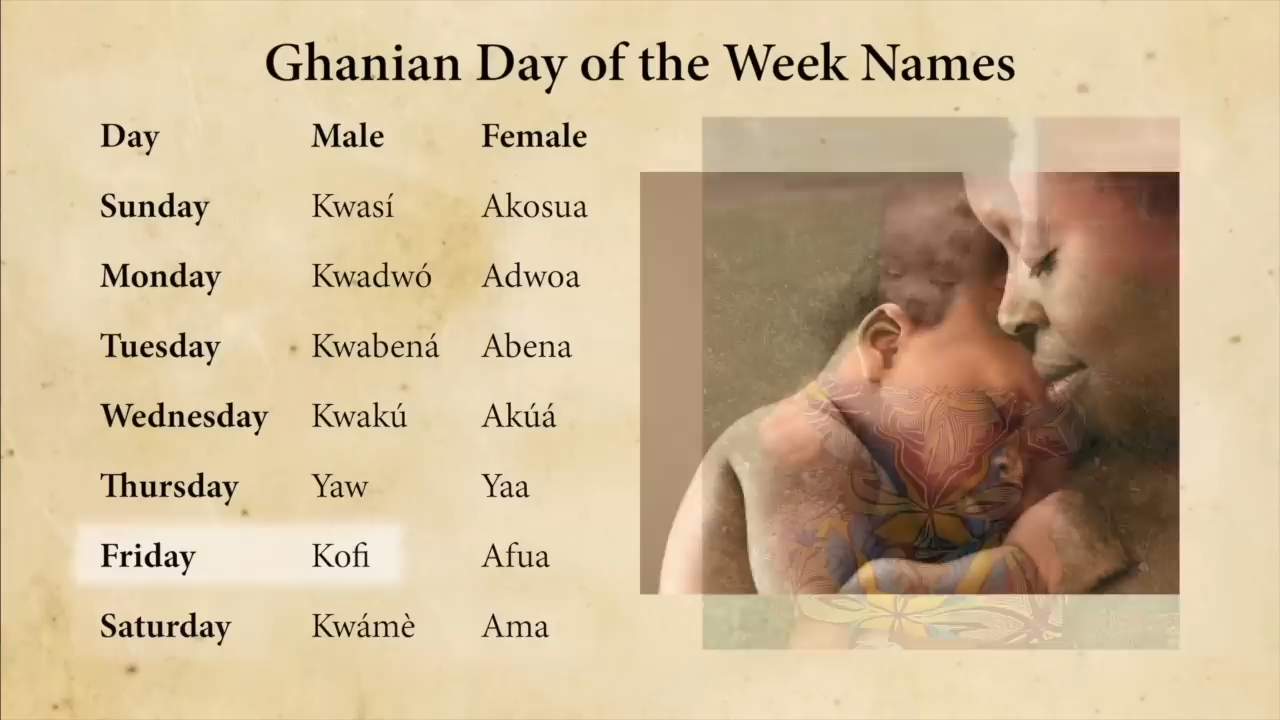 Ghanian Day of the Week Names
Day Male Female
Sunday Kwasí Akosua
Monday Kwadwó Adwoa
Tuesday Kwabená Abena
Wednesday Kwakú Akúá
Thursday Yaw Yaa
Friday Kofi Afua
Saturday Kwámè Ama